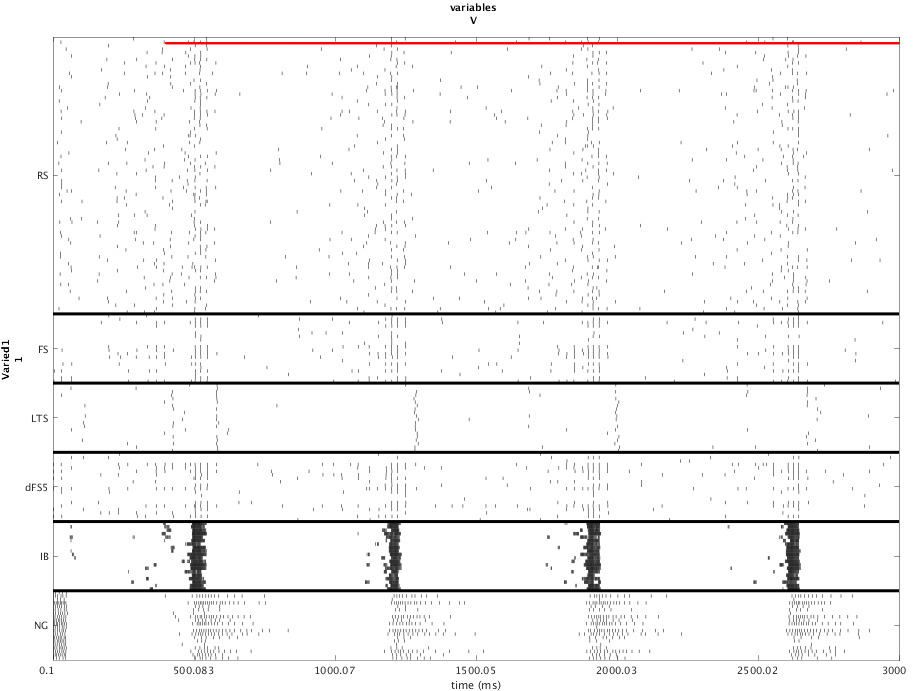 variables
V
RS
FS
LTS
dFS5
IB
NG
Varied1
1
0.1 500.083 1000.07 1500.05 2000.03 2500.02 3000
time (ms)